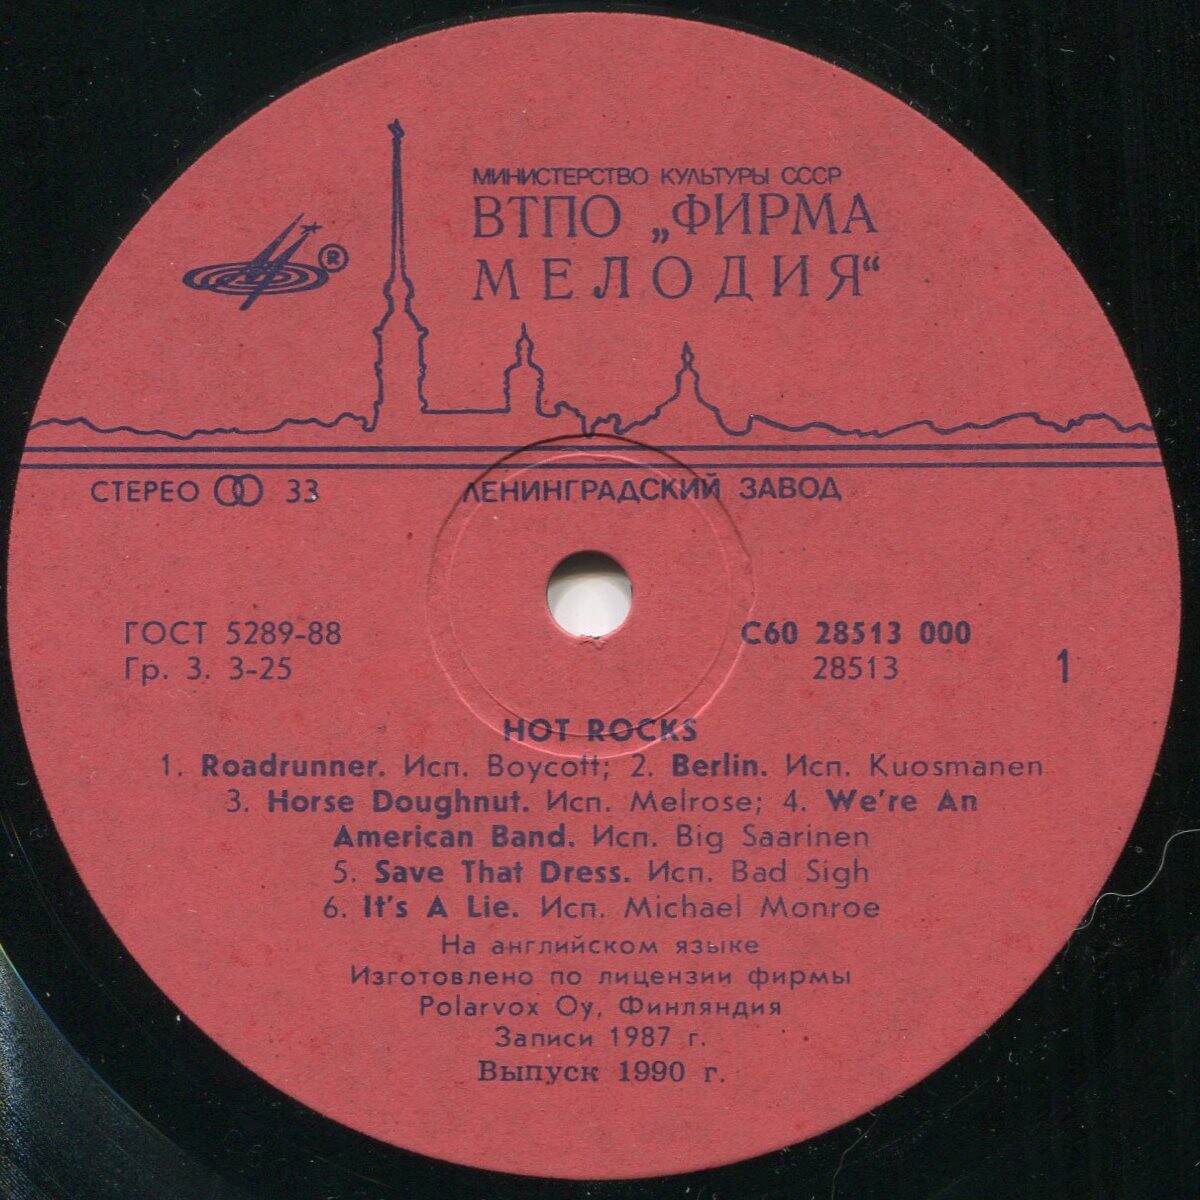 МИНИСТЕРСТВО КУЛЬТУРЫ СССР
ВТПО „ФИРМА
МЕЛОДИЯ“
®
СТЕРЕО 33
ЛЕНИНГРАДСКИЙ ЗАВОД
ГОСТ 5289-88
Гр. 3. 3-25
С60 28513 000
28513
1
HOT ROCKS
1. Roadrunner. Исп. Boycott; 2. Berlin. Исп. Kuosmanen
3. Horse Doughnut. Исп. Melrose; 4. We're An
American Band. Исп. Big Saarinen
5. Save That Dress. Исп. Bad Sigh
6. It's A Lie. Исп. Michael Monroe
На английском языке
Изготовлено по лицензии фирмы
Polarvox Oy, Финляндия
Записи 1987 г.
Выпуск 1990 г.